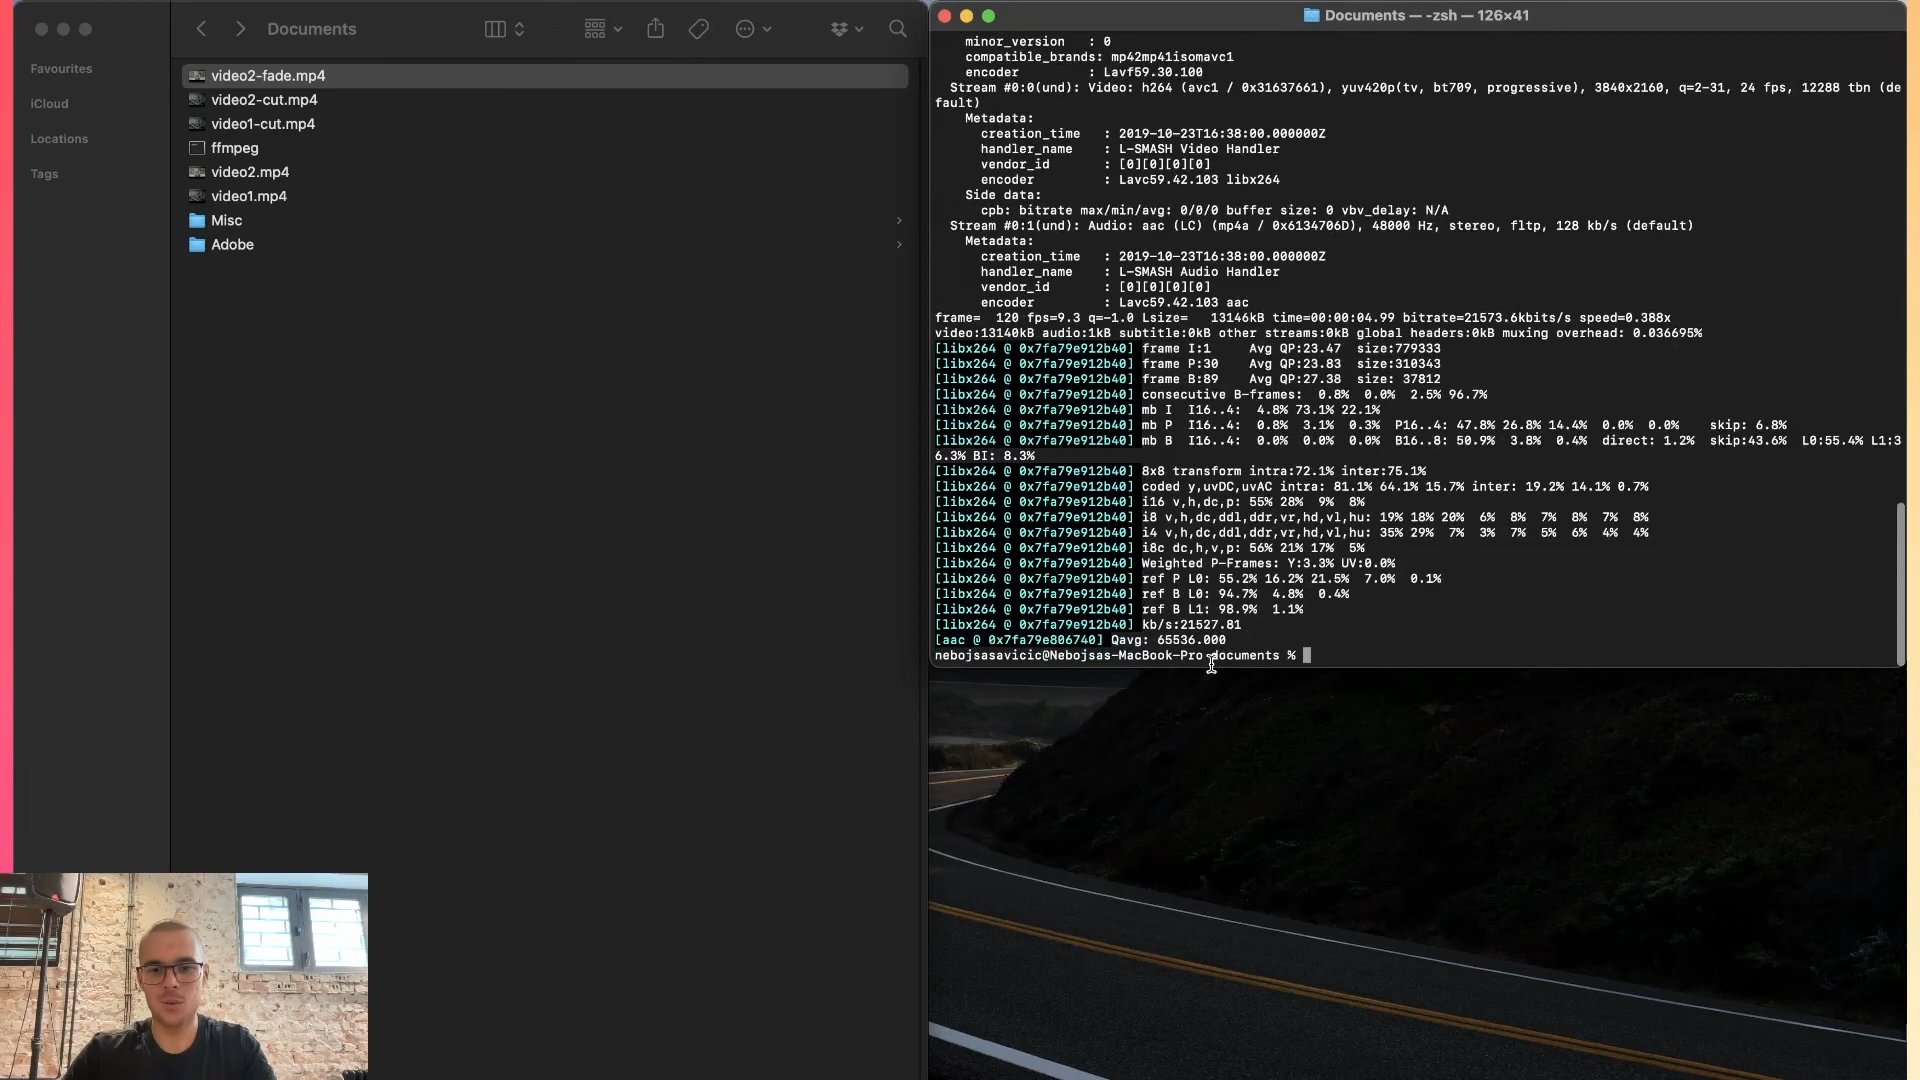 Documents
Favourites
iCloud
Locations
Tags
video2-fade.mp4
video2-cut.mp4
video1-cut.mp4
ffmpeg
video2.mp4
video1.mp4
Misc
Adobe
Documents — -zsh — 126×41
minor_version   : 0
compatible_brands: mp42mp41isomavc1
encoder         : Lavf59.30.100
Stream #0:0(und): Video: h264 (avc1 / 0x31637661), yuv420p(tv, bt709, progressive), 3840x2160, q=2-31, 24 fps, 12288 tbn (de
fault)
Metadata:
creation_time   : 2019-10-23T16:38:00.000000Z
handler_name    : L-SMASH Video Handler
vendor_id       : [0][0][0][0]
encoder         : Lavc59.42.103 libx264
Side data:
cpb: bitrate max/min/avg: 0/0/0 buffer size: 0 vbv_delay: N/A
Stream #0:1(und): Audio: aac (LC) (mp4a / 0x6134706D), 48000 Hz, stereo, fltp, 128 kb/s (default)
Metadata:
creation_time   : 2019-10-23T16:38:00.000000Z
handler_name    : L-SMASH Audio Handler
vendor_id       : [0][0][0][0]
encoder         : Lavc59.42.103 aac
frame=  120 fps=9.3 q=-1.0 Lsize=   13146kB time=00:00:04.99 bitrate=21573.6kbits/s speed=0.388x
video:13140kB audio:1kB subtitle:0kB other streams:0kB global headers:0kB muxing overhead: 0.036695%
[libx264 @ 0x7fa79e912b40] frame I:1     Avg QP:23.47  size:779333
[libx264 @ 0x7fa79e912b40] frame P:30    Avg QP:23.83  size:310343
[libx264 @ 0x7fa79e912b40] frame B:89    Avg QP:27.38  size: 37812
[libx264 @ 0x7fa79e912b40] consecutive B-frames:  0.8%  0.0%  2.5% 96.7%
[libx264 @ 0x7fa79e912b40] mb I  I16..4:  4.8% 73.1% 22.1%
[libx264 @ 0x7fa79e912b40] mb P  I16..4:  0.8%  3.1%  0.3%  P16..4: 47.8% 26.8% 14.4%  0.0%  0.0%    skip: 6.8%
[libx264 @ 0x7fa79e912b40] mb B  I16..4:  0.0%  0.0%  0.0%  B16..8: 50.9%  3.8%  0.4%  direct: 1.2%  skip:43.6%  L0:55.4% L1:3
6.3% BI: 8.3%
[libx264 @ 0x7fa79e912b40] 8x8 transform intra:72.1% inter:75.1%
[libx264 @ 0x7fa79e912b40] coded y,uvDC,uvAC intra: 81.1% 64.1% 15.7% inter: 19.2% 14.1% 0.7%
[libx264 @ 0x7fa79e912b40] i16 v,h,dc,p: 55% 28%  9%  8%
[libx264 @ 0x7fa79e912b40] i8 v,h,dc,ddl,ddr,vr,hd,vl,hu: 19% 18% 20%  6%  8%  7%  8%  7%  8%
[libx264 @ 0x7fa79e912b40] i4 v,h,dc,ddl,ddr,vr,hd,vl,hu: 35% 29%  7%  3%  7%  5%  6%  4%  4%
[libx264 @ 0x7fa79e912b40] i8c dc,h,v,p: 56% 21% 17%  5%
[libx264 @ 0x7fa79e912b40] Weighted P-Frames: Y:3.3% UV:0.0%
[libx264 @ 0x7fa79e912b40] ref P L0: 55.2% 16.2% 21.5%  7.0%  0.1%
[libx264 @ 0x7fa79e912b40] ref B L0: 94.7%  4.8%  0.4%
[libx264 @ 0x7fa79e912b40] ref B L1: 98.9%  1.1%
[libx264 @ 0x7fa79e912b40] kb/s:21527.81
[aac @ 0x7fa79e806740] Qavg: 65536.000
nebojsasavicic@Nebojsas-MacBook-Pro documents %